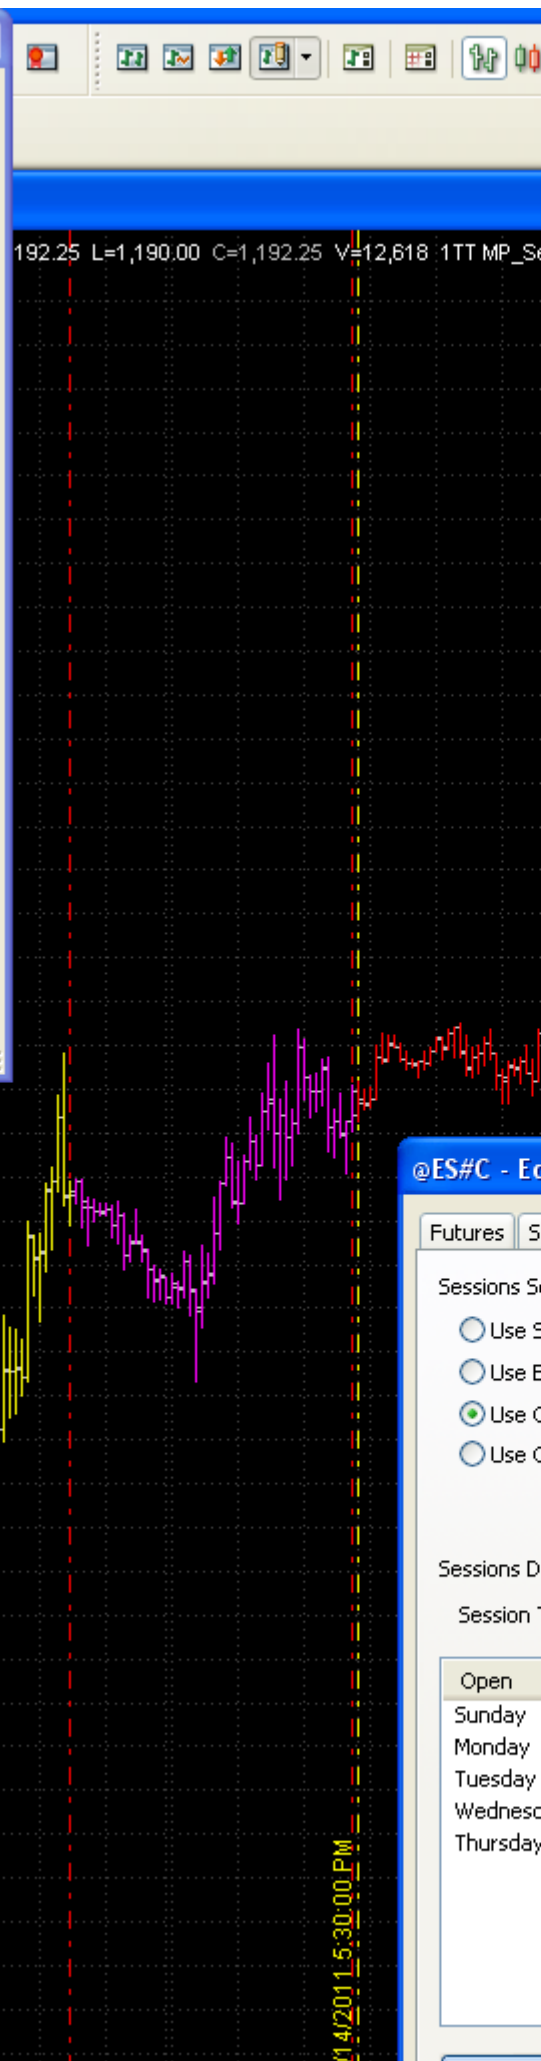 192.25 L=1,190.00 C=1,192.25 V=12,618 1TT MP_Se
@ES#C - Ed
Futures S
Sessions Se
Use S
Use E
Use C
Use C
Sessions D
Session T
Open
Sunday
Monday
Tuesday
Wednesd
Thursday
/14/2011 5:30:00 PM